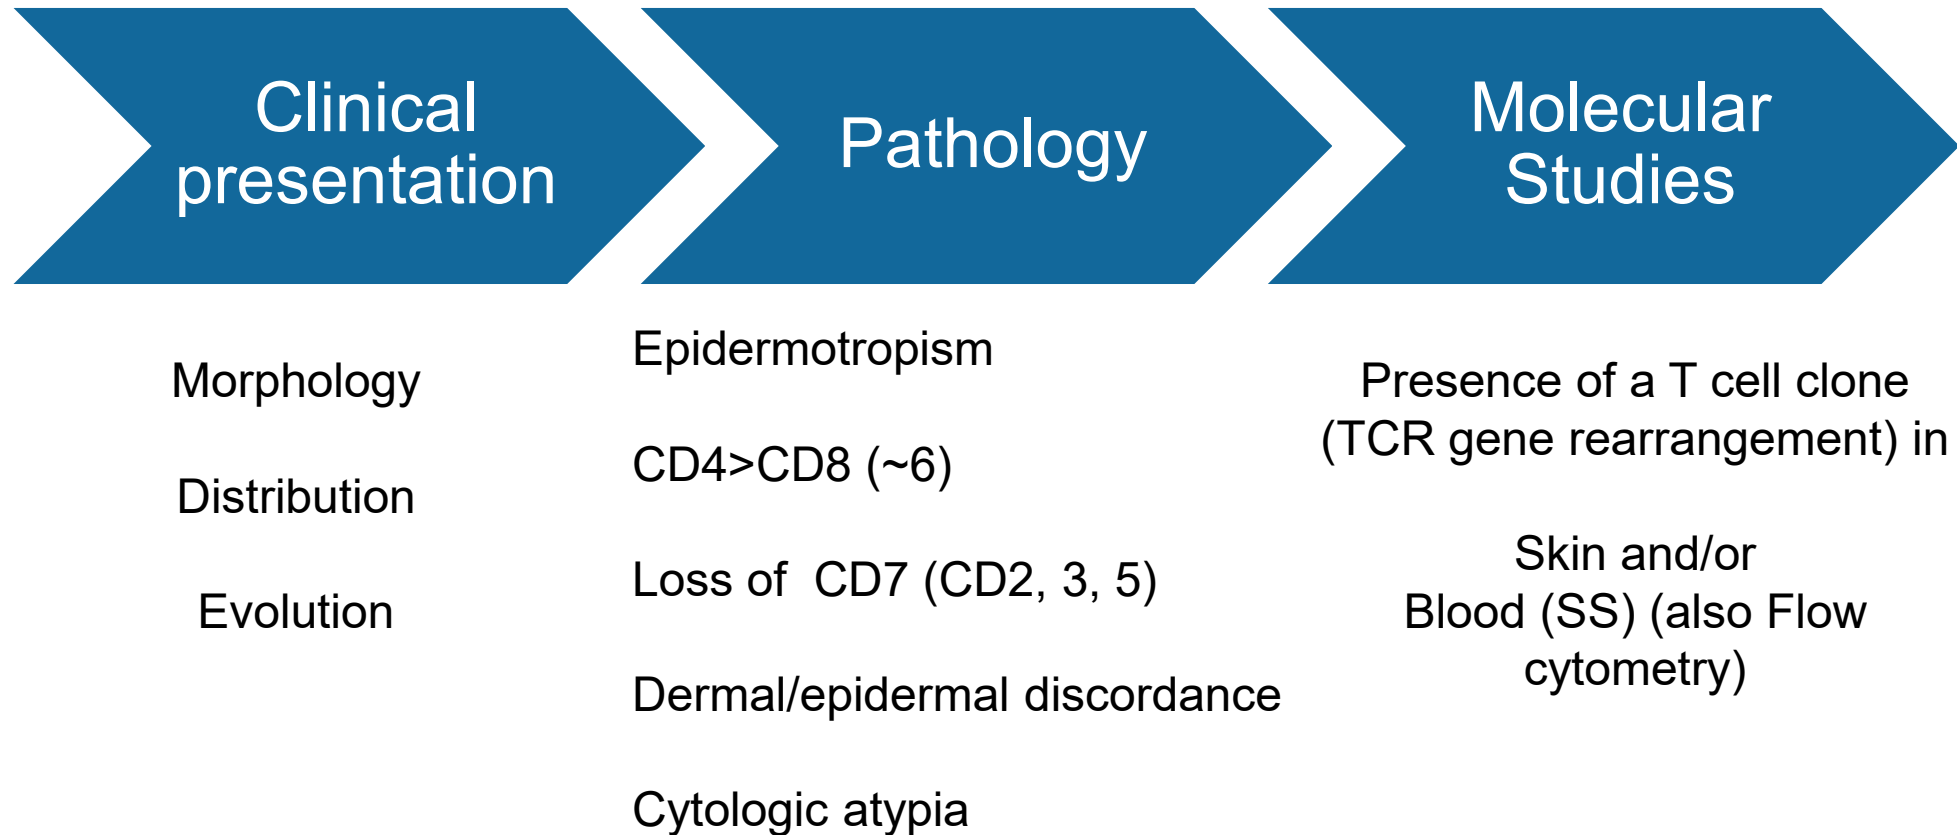 Clinical
presentation
Pathology
Molecular
Studies
Morphology
Distribution
Evolution
Epidermotropism
CD4>CD8 (~6)
Loss of  CD7 (CD2, 3, 5)
Dermal/epidermal discordance
Cytologic atypia
Presence of a T cell clone
(TCR gene rearrangement) in
Skin and/or
Blood (SS) (also Flow
cytometry)